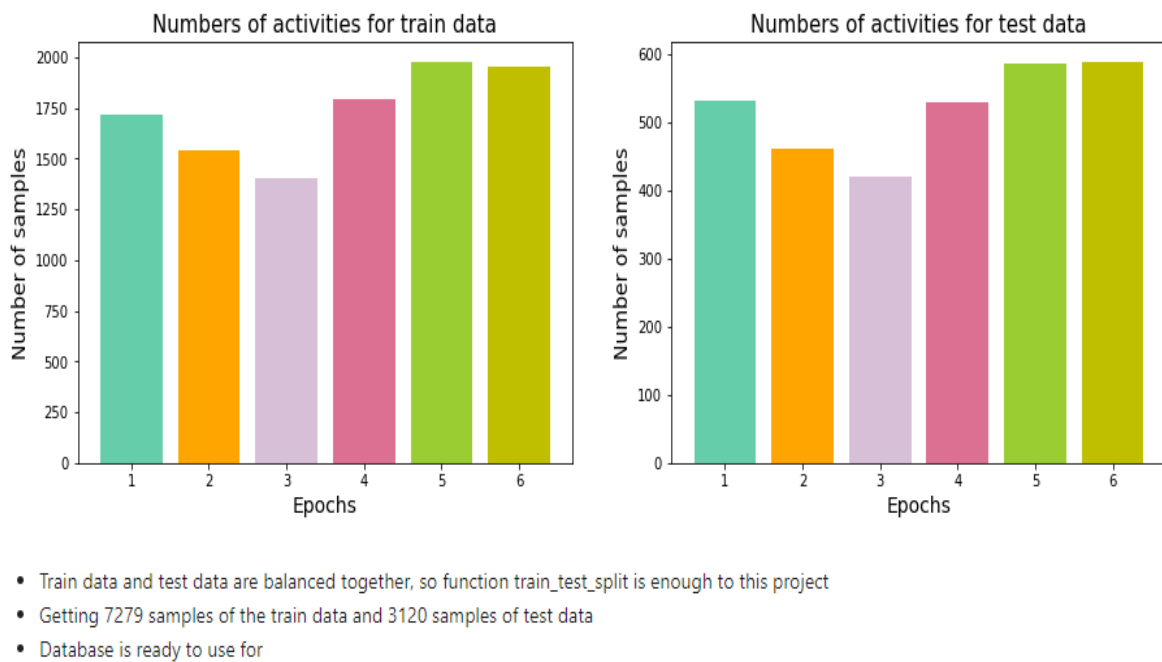 Numbers of activities for train data
Numbers of activities for test data
Number of samples
2000
1750
1500
1250
1000
750
500
250
0
1 2 3 4 5 6
Epochs
Number of samples
600
500
400
300
200
100
0
1 2 3 4 5 6
Epochs
• Train data and test data are balanced together, so function train_test_split is enough to this project
• Getting 7279 samples of the train data and 3120 samples of test data
• Database is ready to use for